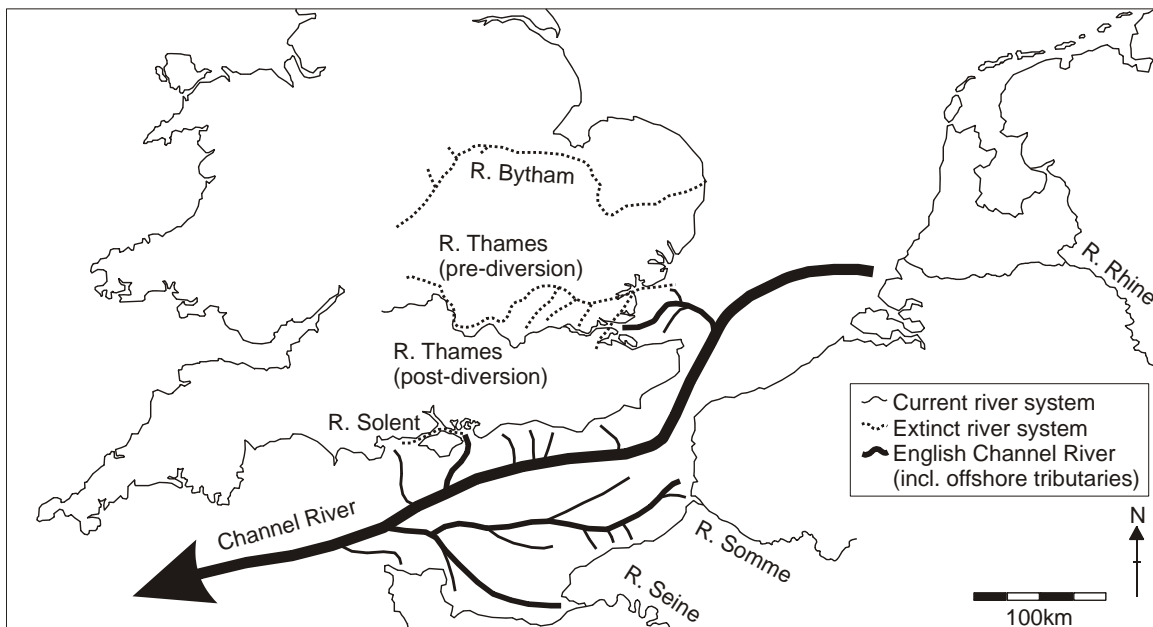 R. Bytham
R. Thames
(pre-diversion)
R. Rhine
R. Thames
(post-diversion)
R. Solent
Current river system
Extinct river system
English Channel River
(incl. offshore tributaries)
Channel River
N
R. Somme
R. Seine
100km